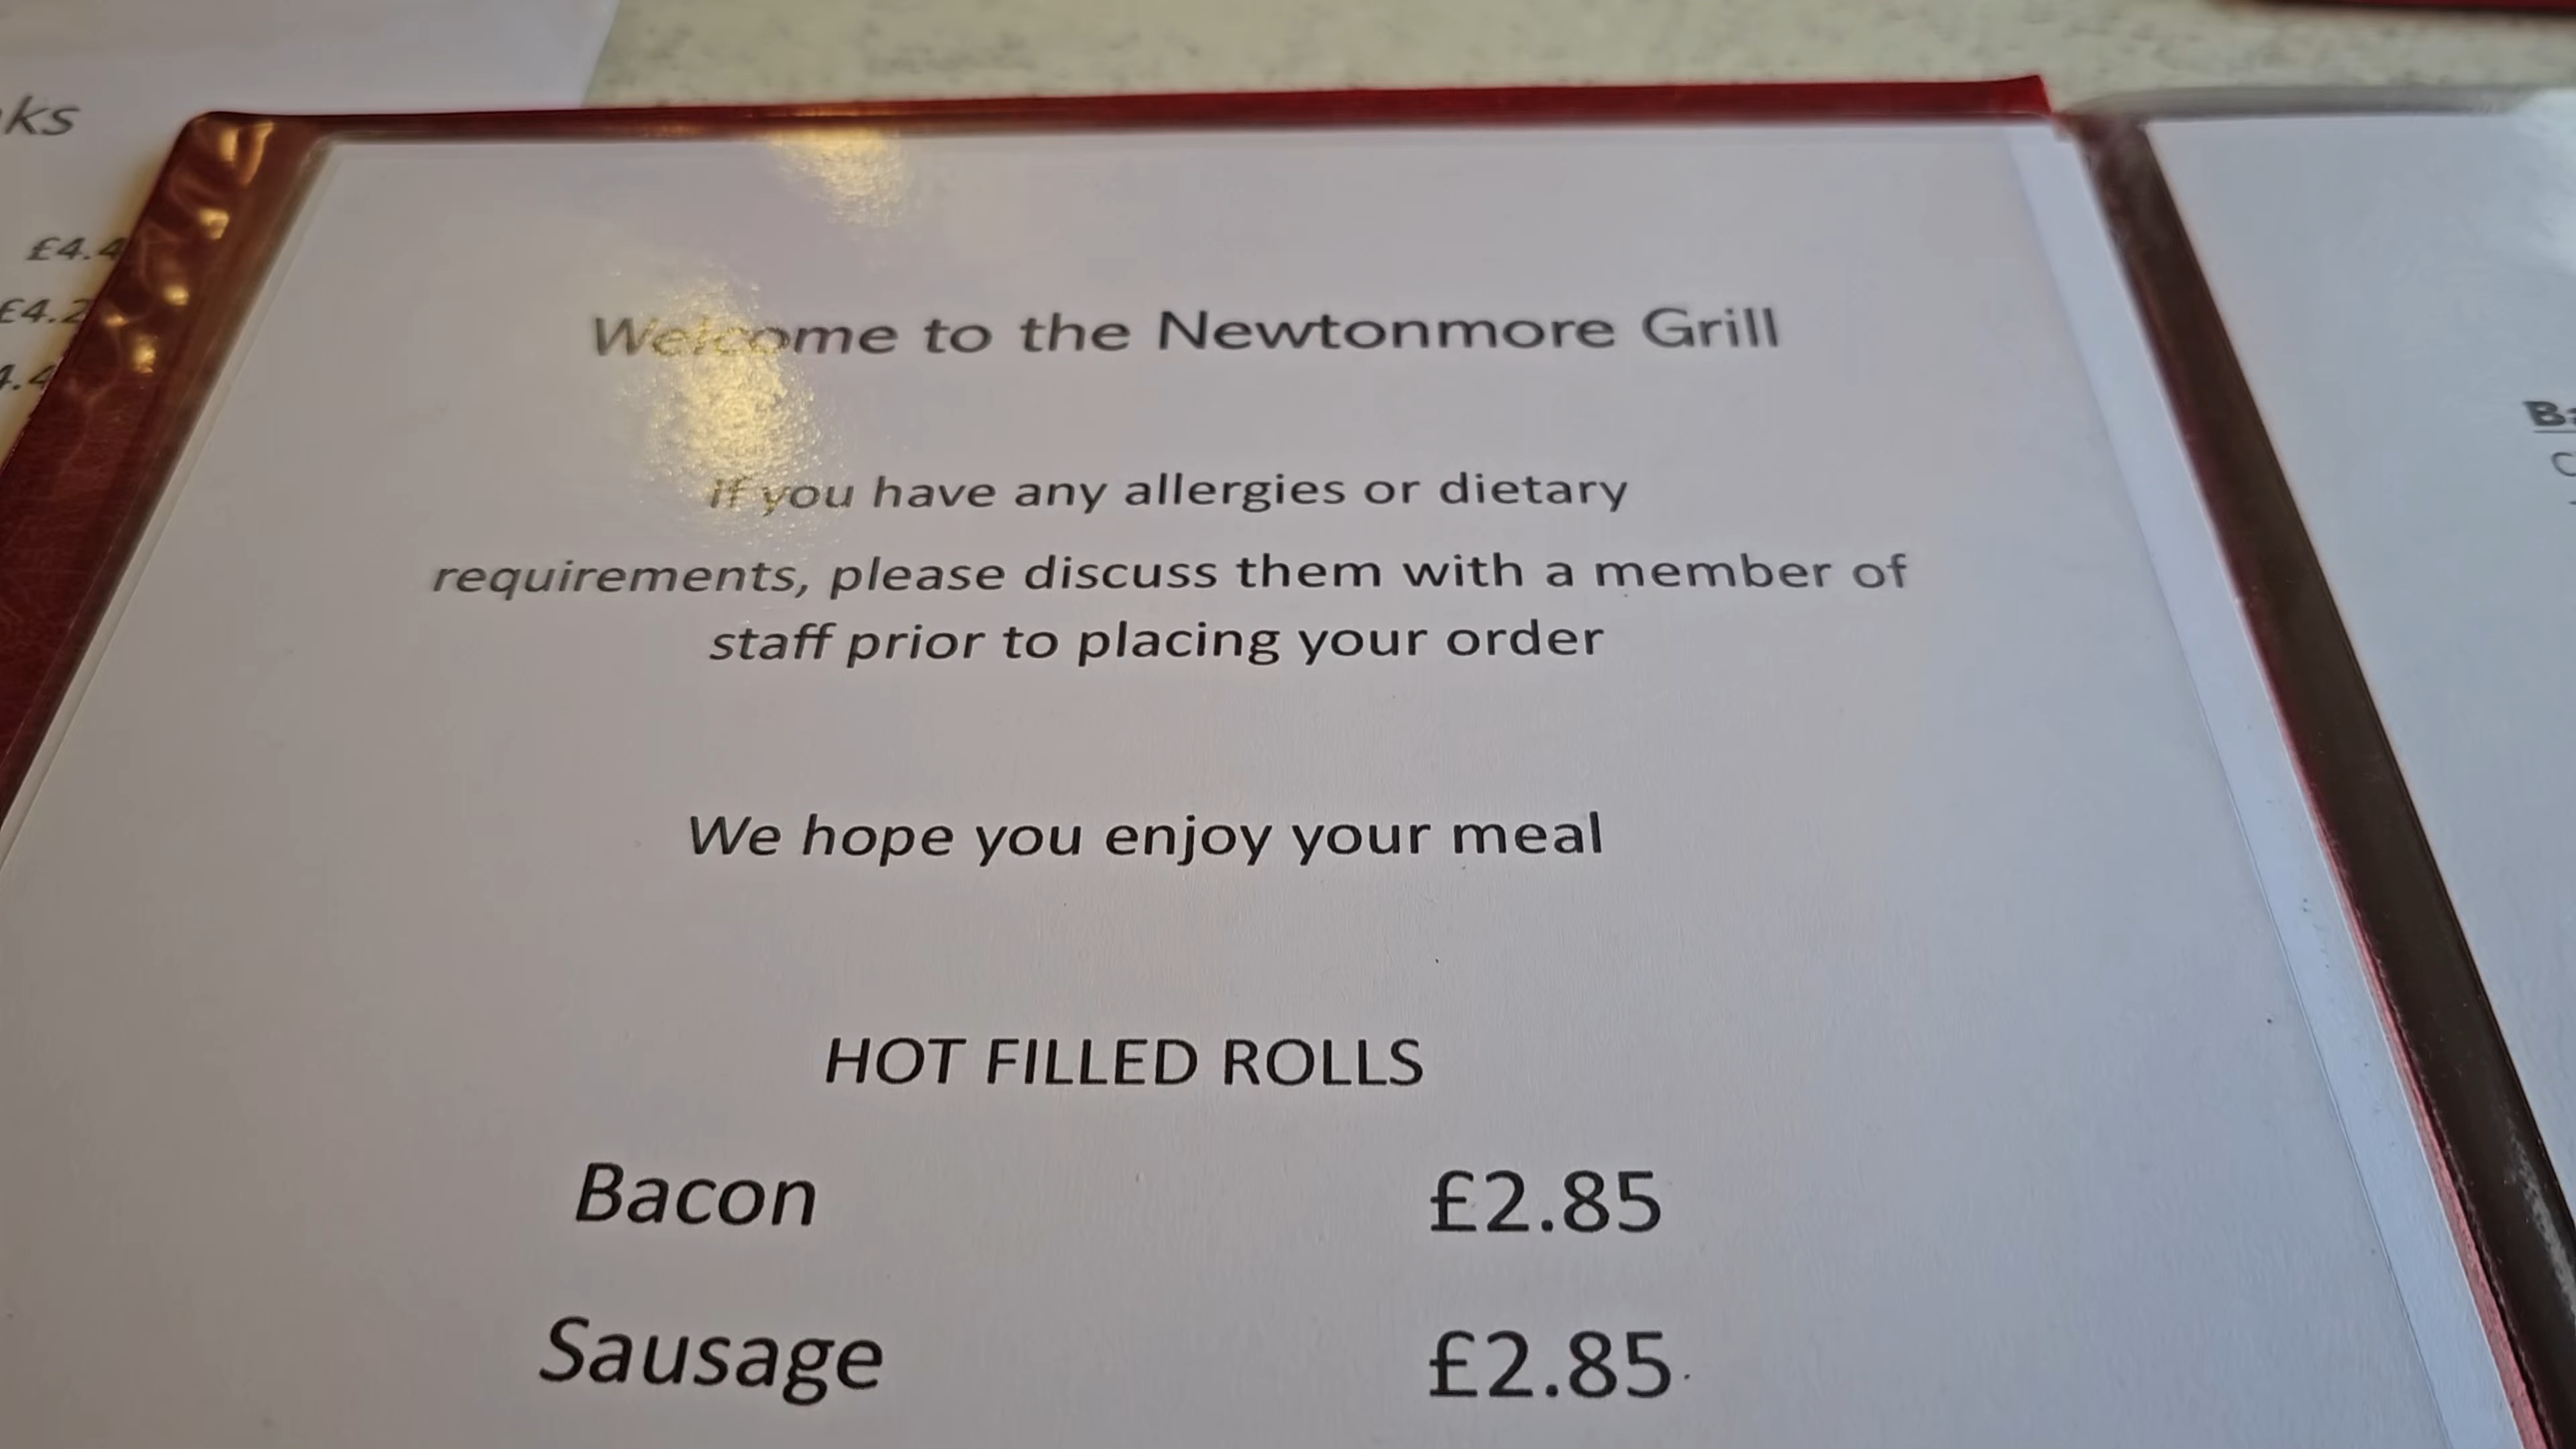 Welcome to the Newtonmore Grill
if you have any allergies or dietary
requirements, please discuss them with a member of
staff prior to placing your order
We hope you enjoy your meal
HOT FILLED ROLLS
Bacon £2.85
Sausage £2.85